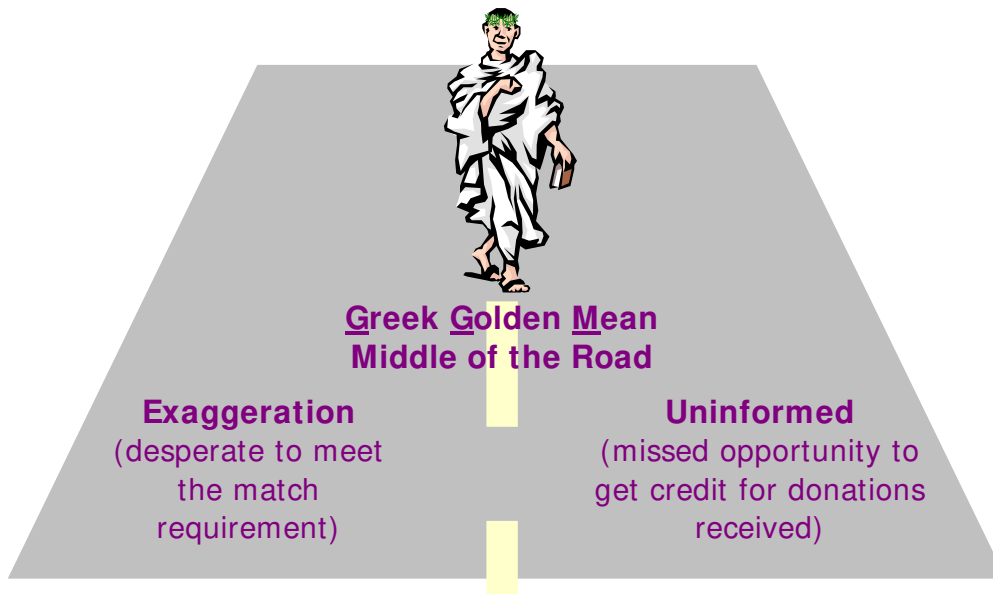 Greek Golden Mean
Middle of the Road
Exaggeration
(desperate to meet
the match
requirement)
Uninformed
(missed opportunity to
get credit for donations
received)